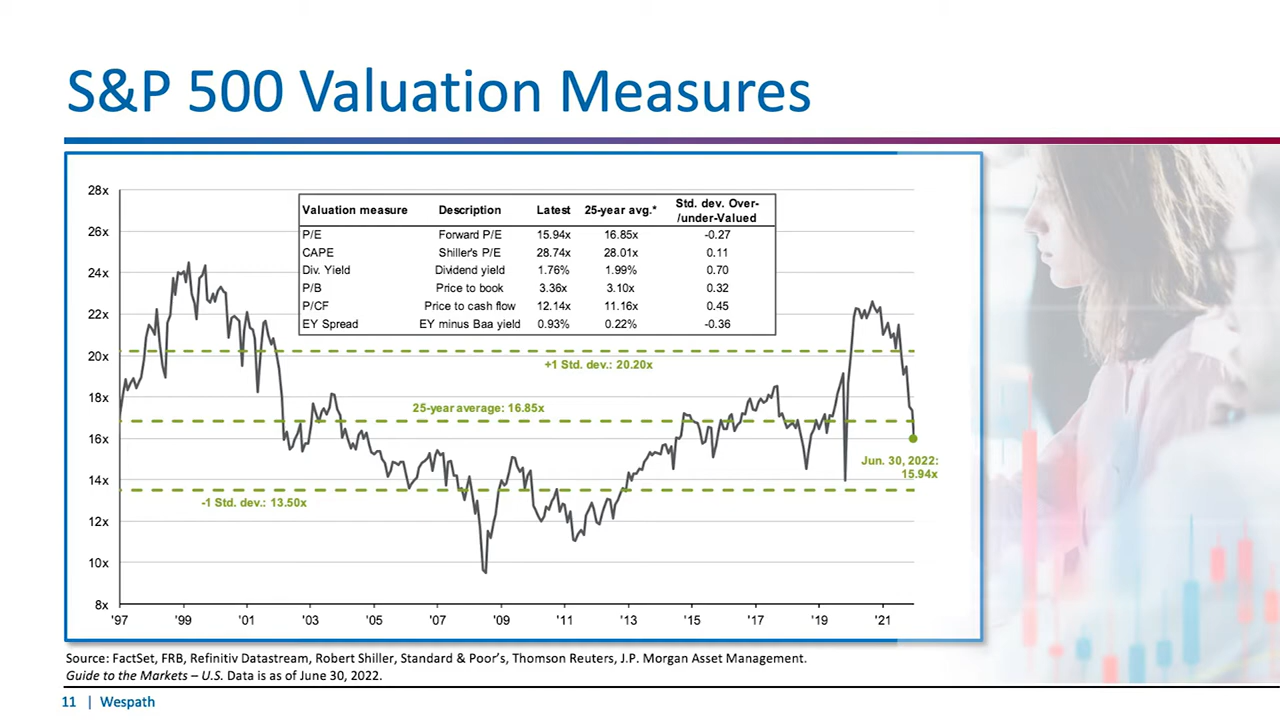 S&P 500 Valuation Measures
28x
26x
24x
22x
20x
18x
16x
14x
12x
10x
8x
Valuation measure Description Latest 25-year avg.* Std. dev. Over-
/under-Valued
P/E Forward P/E 15.94x 16.85x -0.27
CAPE Shiller's P/E 28.74x 28.01x 0.11
Div. Yield Dividend yield 1.76% 1.99% 0.70
P/B Price to book 3.36x 3.10x 0.32
P/CF Price to cash flow 12.14x 11.16x 0.45
EY Spread EY minus Baa yield 0.93% 0.22% -0.36
+1 Std. dev.: 20.20x
25-year average: 16.85x
Jun. 30, 2022:
15.94x
-1 Std. dev.: 13.50x
'97 '99 '01 '03 '05 '07 '09 '11 '13 '15 '17 '19 '21
Source: FactSet, FRB, Refinitiv Datastream, Robert Shiller, Standard & Poor’s, Thomson Reuters, J.P. Morgan Asset Management.
Guide to the Markets – U.S. Data is as of June 30, 2022.
11 | Wespath